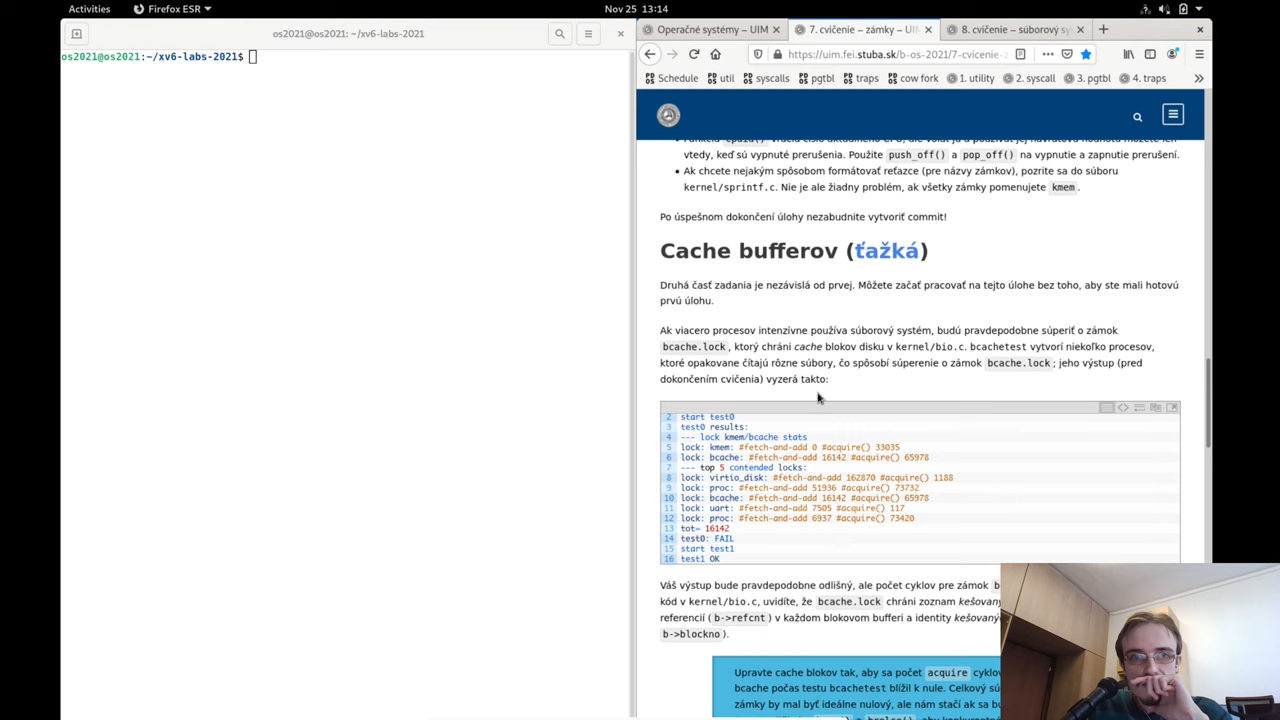 Activities
Firefox ESR
Nov 25 13:14
os2021@os2021: ~/xv6-labs-2021
os2021@os2021:~/xv6-labs-2021$
Operačné systémy – UIM
7. cvičenie – zámky – UIM
8. cvičenie – súborový sy
https://uim.fei.stuba.sk/b-os-2021/7-cvicenie-
Schedule
util
syscalls
pgtbl
traps
cow fork
1. utility
2. syscall
3. pgtbl
4. traps
vtedy, keď sú vypnuté prerušenia. Použite push_off() a pop_off() na vypnutie a zapnutie prerušení.
Ak chcete nejakým spôsobom formátovať reťazce (pre názvy zámkov), pozrite sa do súboru
kernel/sprintf.c. Nie je ale žiadny problém, ak všetky zámky pomenujete kmem.
Po úspešnom dokončení úlohy nezabudnite vytvoriť commit!
Cache bufferov (ťažká)
Druhá časť zadania je nezávislá od prvej. Môžete začať pracovať na tejto úlohe bez toho, aby ste mali hotovú
prvú úlohu.
Ak viacero procesov intenzívne používa súborový systém, budú pravdepodobne súperiť o zámok
bcache.lock, ktorý chráni cache blokov disku v kernel/bio.c. bcachetest vytvorí niekoľko procesov,
ktoré opakovane čítajú rôzne súbory, čo spôsobí súperenie o zámok bcache.lock; jeho výstup (pred
dokončením cvičenia) vyzerá takto:
2 start test0
3 test0 results:
4 --- lock kmem/bcache stats
5 lock: kmem: #fetch-and-add 0 #acquire() 33035
6 lock: bcache: #fetch-and-add 16142 #acquire() 65978
7 --- top 5 contended locks:
8 lock: virtio_disk: #fetch-and-add 162870 #acquire() 1188
9 lock: proc: #fetch-and-add 51936 #acquire() 73732
10 lock: bcache: #fetch-and-add 16142 #acquire() 65978
11 lock: uart: #fetch-and-add 7505 #acquire() 117
12 lock: proc: #fetch-and-add 6937 #acquire() 73420
13 tot= 16142
14 test0: FAIL
15 start test1
16 test1 OK
Váš výstup bude pravdepodobne odlišný, ale počet cyklov pre zámok b
kód v kernel/bio.c, uvidíte, že bcache.lock chráni zoznam kešovaný
referencií (b->refcnt) v každom blokovom bufferi a identity kešovaných
b->blockno).
Upravte cache blokov tak, aby sa počet acquire cyklov
bcache počas testu bcachetest blížil k nule. Celkový sú
zámky by mal byť ideálne nulový, ale nám stačí ak sa bu